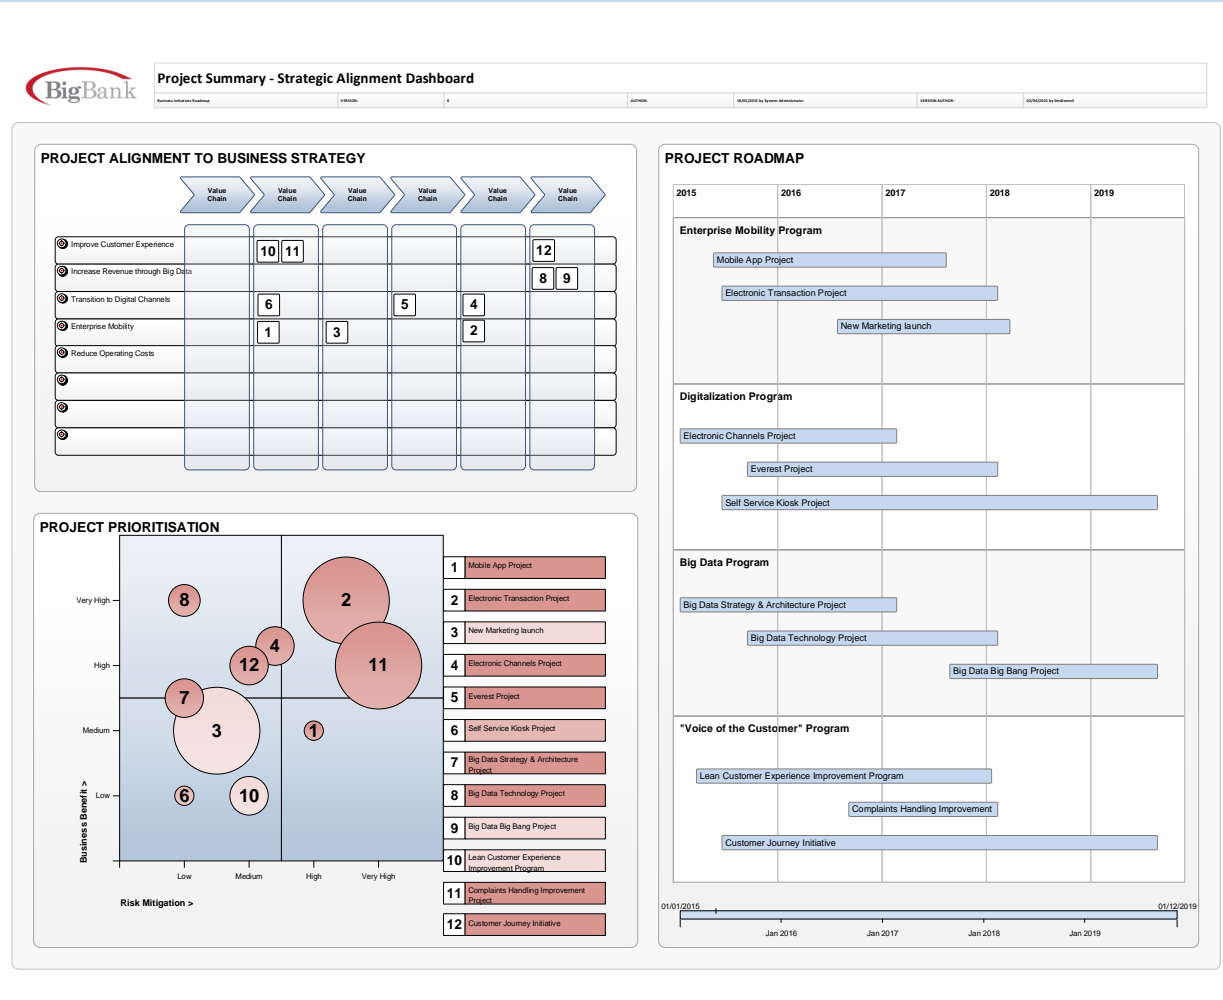 BigBank
Project Summary - Strategic Alignment Dashboard
Business Initiatives Roadmap
VERSION:
0
AUTHOR:
18/05/2015 by System Administrator
VERSION AUTHOR:
PROJECT ALIGNMENT TO BUSINESS STRATEGY
Value
Chain
Value
Chain
Value
Chain
Value
Chain
Value
Chain
Value
Chain
Improve Customer Experience
10
11
12
Increase Revenue through Big Data
8
9
Transition to Digital Channels
6
5
4
Enterprise Mobility
1
3
2
Reduce Operating Costs
PROJECT PRIORITISATION
Very High
High
Medium
Low
Business Benefit >
8
2
4
12
11
7
3
1
6
10
Low
Medium
High
Very High
Risk Mitigation >
1
Mobile App Project
2
Electronic Transaction Project
3
New Marketing launch
4
Electronic Channels Project
5
Everest Project
6
Self Service Kiosk Project
7
Big Data Strategy & Architecture
Project
8
Big Data Technology Project
9
Big Data Big Bang Project
10
Lean Customer Experience
Improvement Program
11
Complaints Handling Improvement
Project
12
Customer Journey Initiative
PROJECT ROADMAP
2015
2016
2017
2018
2019
Enterprise Mobility Program
Mobile App Project
Electronic Transaction Project
New Marketing launch
Digitalization Program
Electronic Channels Project
Everest Project
Self Service Kiosk Project
Big Data Program
Big Data Strategy & Architecture Project
Big Data Technology Project
Big Data Big Bang Project
"Voice of the Customer" Program
Lean Customer Experience Improvement Program
Complaints Handling Improvement
Customer Journey Initiative
01/01/2015
01/12/2019
Jan 2016
Jan 2017
Jan 2018
Jan 2019